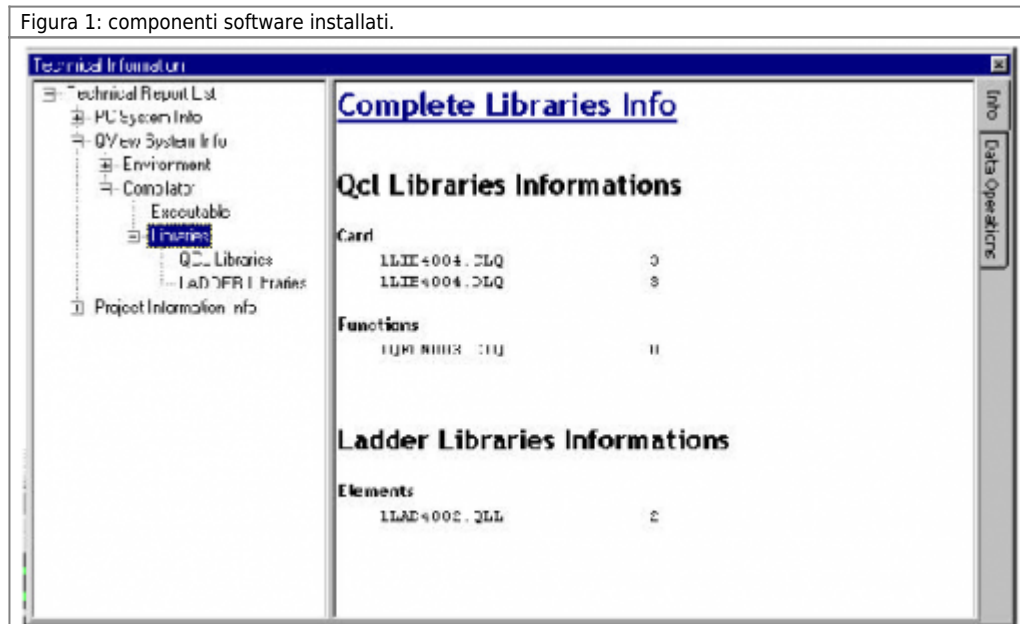 Figura 1: componenti software installati.
Technical Information
Technical Report List
PC System Info
QView System Info
Environment
Compilator
Executable
Libraries
QCL Libraries
LADDER Libraries
Project Information Info
Complete Libraries Info
Qcl Libraries Informations
Card
Functions
Ladder Libraries Informations
Elements
Info
Data Operations